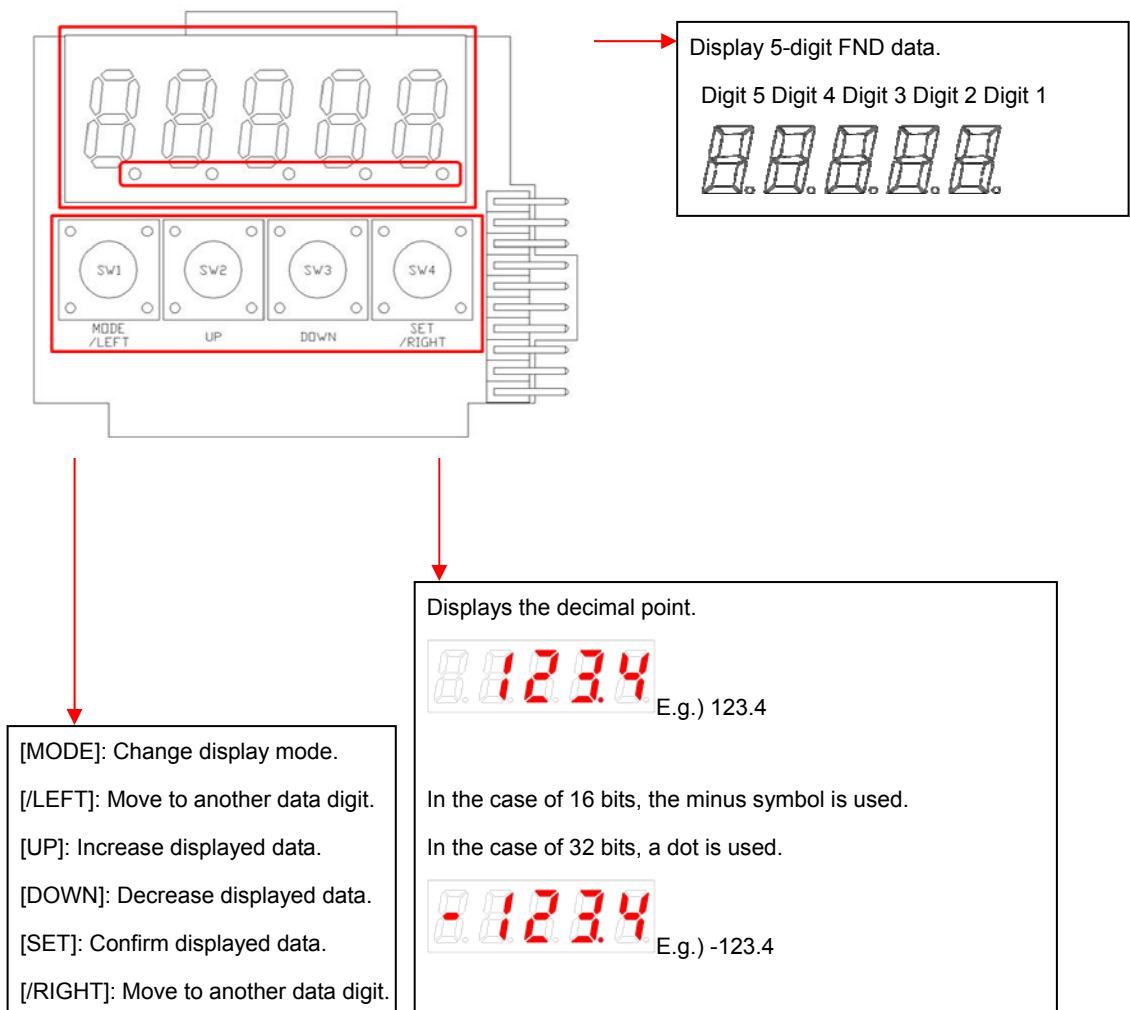 Display 5-digit FND data.
Digit 5 Digit 4 Digit 3 Digit 2 Digit 1
SW1 SW2 SW3 SW4
MODE /LEFT UP DOWN SET /RIGHT
Displays the decimal point.
123.4 E.g.) 123.4
In the case of 16 bits, the minus symbol is used.
In the case of 32 bits, a dot is used.
-123.4 E.g.) -123.4
[MODE]: Change display mode.
[/LEFT]: Move to another data digit.
[UP]: Increase displayed data.
[DOWN]: Decrease displayed data.
[SET]: Confirm displayed data.
[/RIGHT]: Move to another data digit.